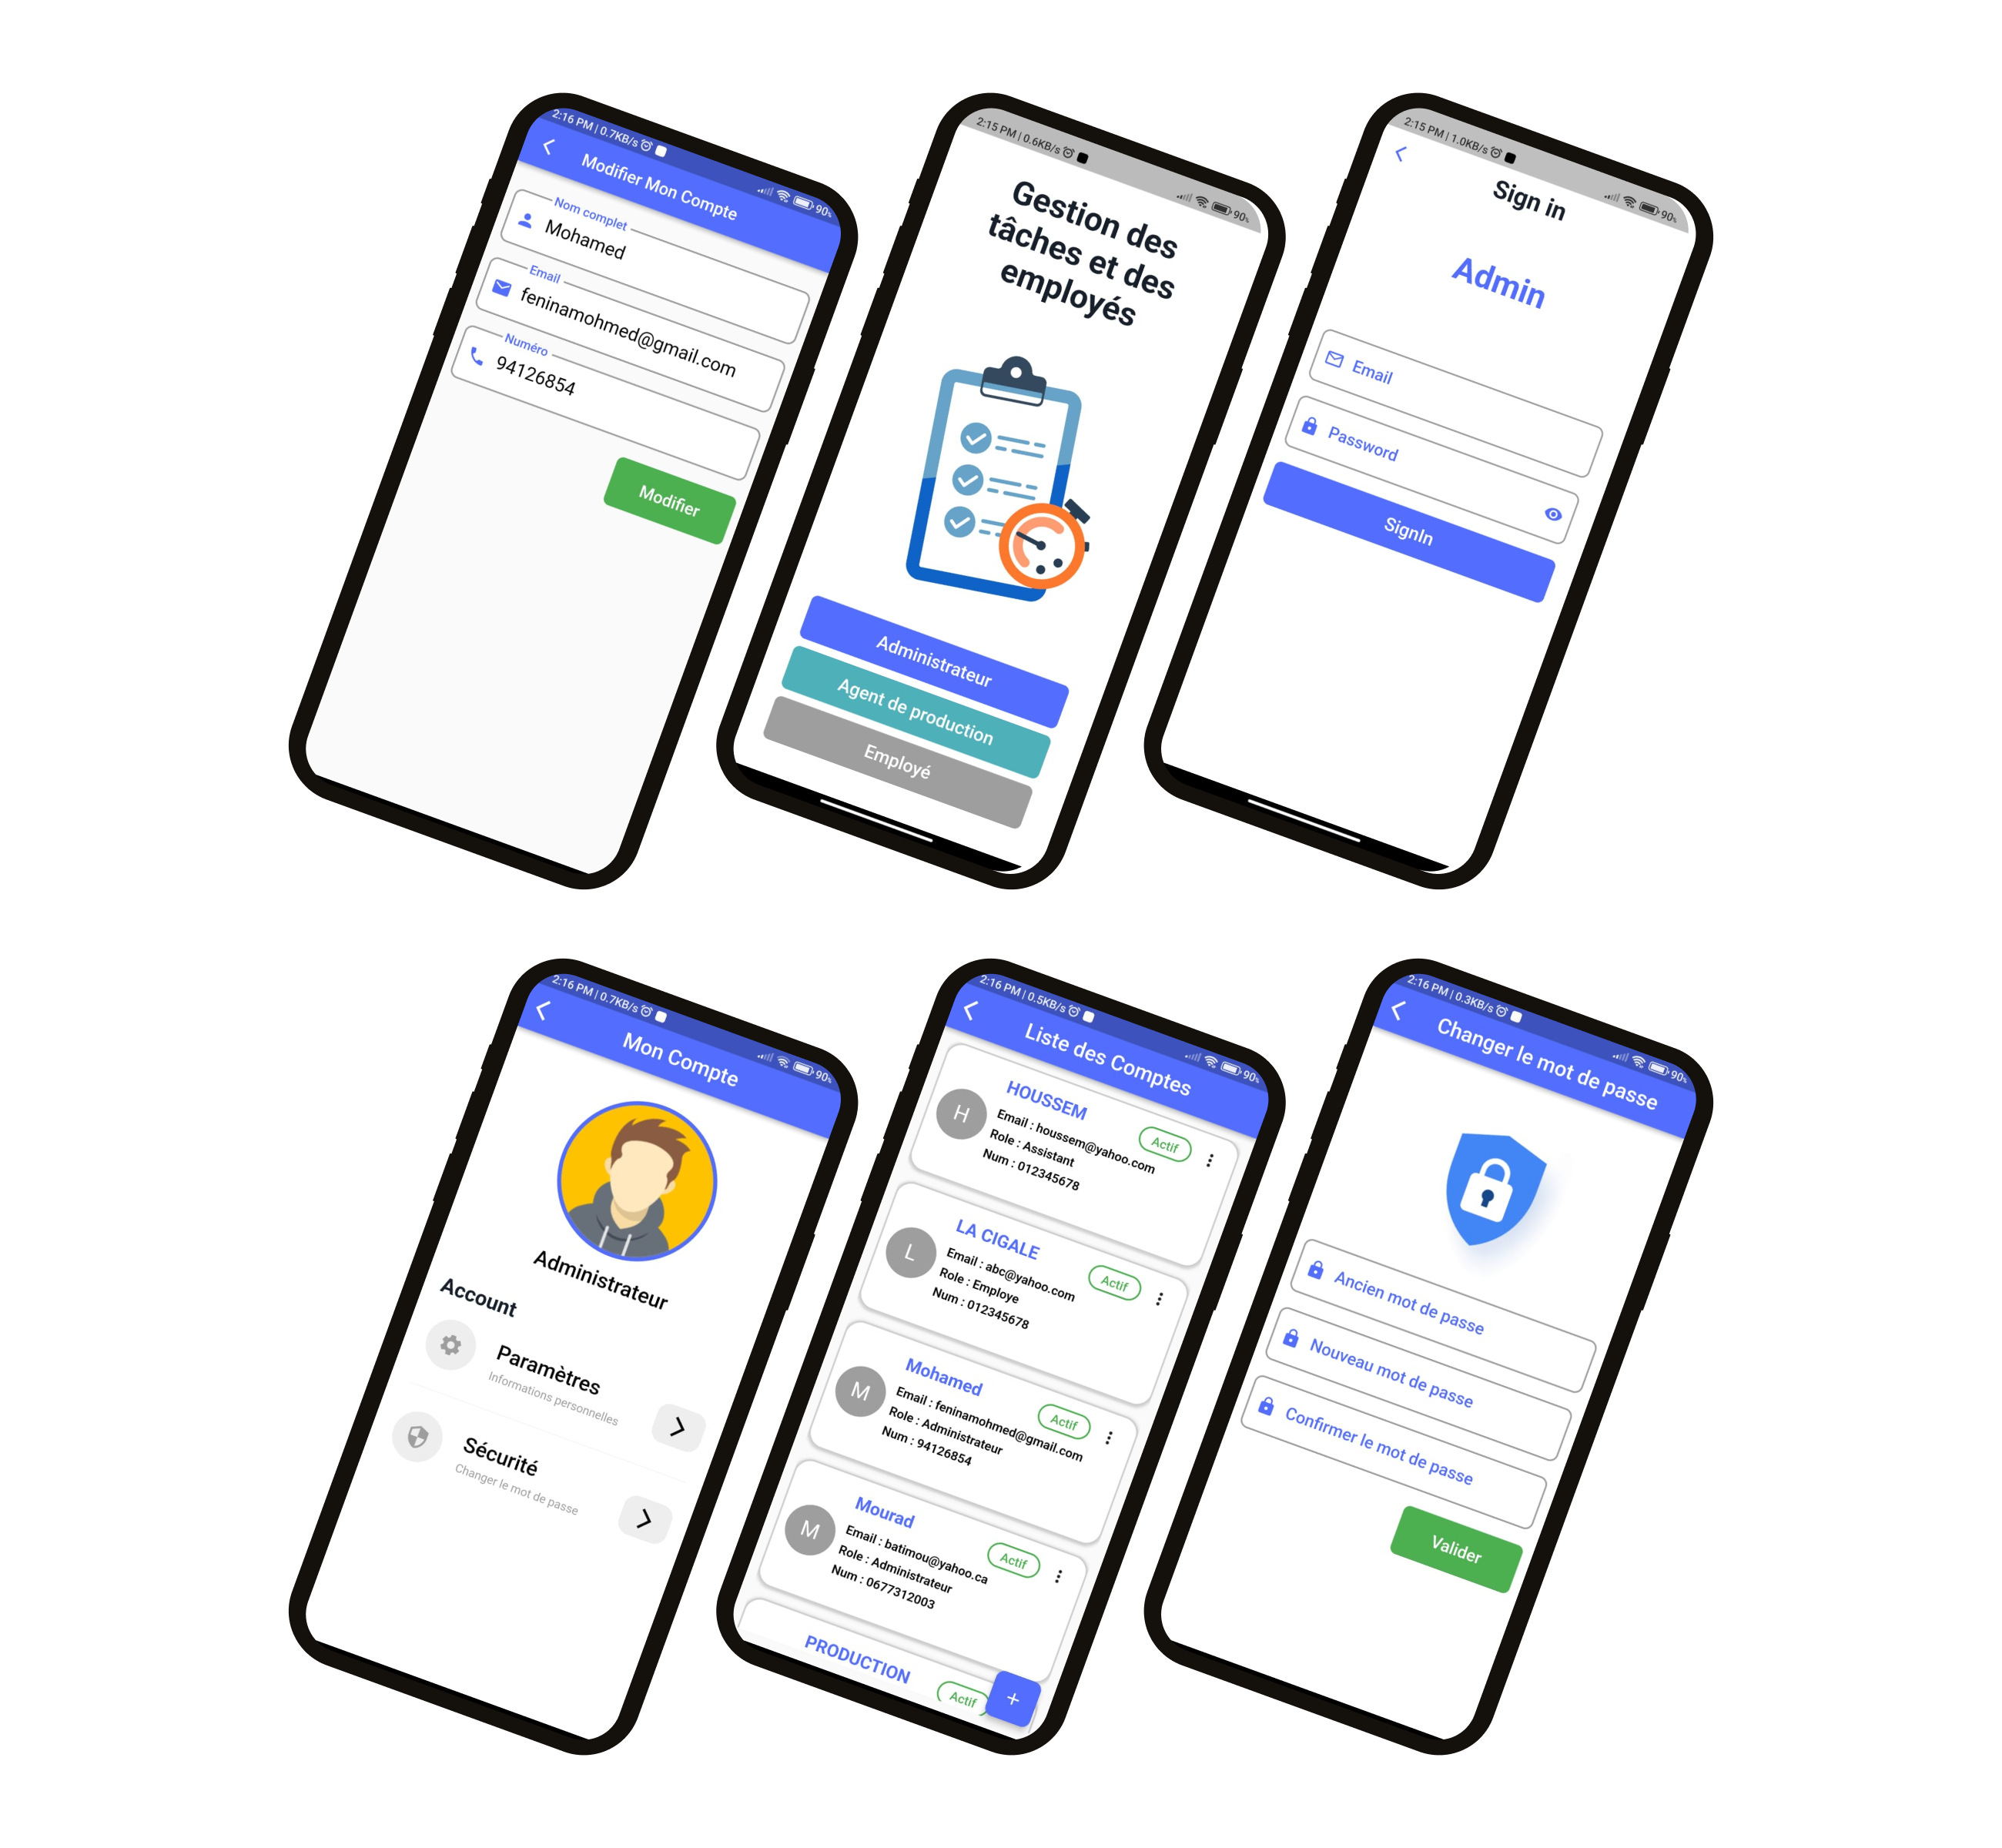 2:16 PM | 0.7KB/s
90%
Modifier Mon Compte
Nom complet
Mohamed
Email
feninamohmed@gmail.com
Numéro
94126854
Modifier
2:15 PM | 0.6KB/s
90%
Gestion des
tâches et des
employés
Administrateur
Agent de production
Employé
2:15 PM | 1.0KB/s
90%
Sign in
Admin
Email
Password
SignIn
2:16 PM | 0.7KB/s
90%
Mon Compte
Administrateur
Account
Paramètres
Informations personnelles
Sécurité
Changer le mot de passe
2:16 PM | 0.5KB/s
90%
Liste des Comptes
H
HOUSSEM
Email : houssem@yahoo.com
Role : Assistant
Num : 012345678
Actif
L
LA CIGALE
Email : abc@yahoo.com
Role : Employe
Num : 012345678
Actif
M
Mohamed
Email : feninamohmed@gmail.com
Role : Administrateur
Num : 94126854
Actif
M
Mourad
Email : batimou@yahoo.ca
Role : Administrateur
Num : 0677312003
Actif
PRODUCTION
Actif
+
2:16 PM | 0.3KB/s
90%
Changer le mot de passe
Ancien mot de passe
Nouveau mot de passe
Confirmer le mot de passe
Valider